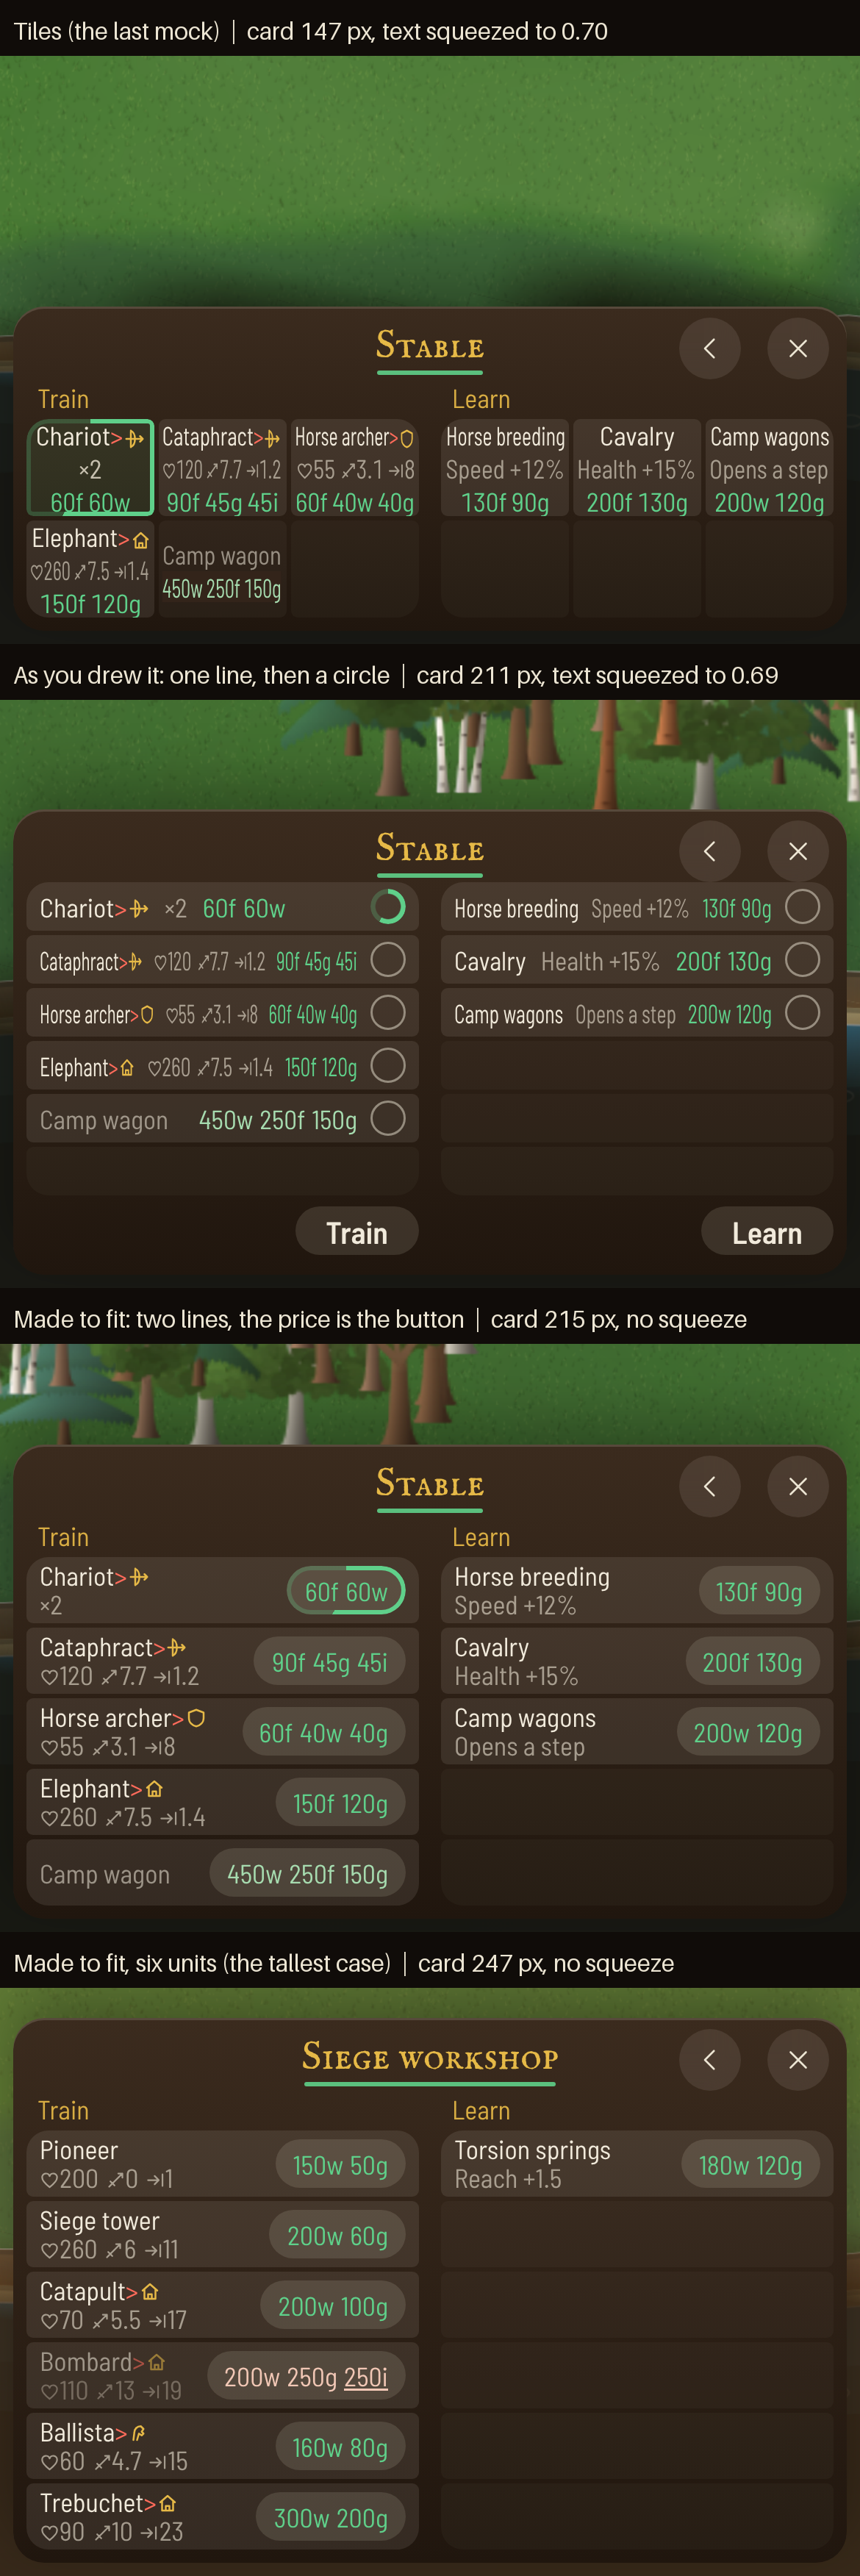 Tiles (the last mock) | card 147 px, text squeezed to 0.70
Stable
Train
Learn
Chariot> Cataphract> Horse archer>
×2 ♡120 7.7 1.2 ♡55 3.1 8
60f 60w 90f 45g 45i 60f 40w 40g
Horse breeding Cavalry Camp wagons
Speed +12% Health +15% Opens a step
130f 90g 200f 130g 200w 120g
Elephant>
♡260 7.5 1.4
150f 120g
Camp wagon
450w 250f 150g
As you drew it: one line, then a circle | card 211 px, text squeezed to 0.69
Stable
Chariot> ×2 60f 60w
Cataphract> ♡120 7.7 1.2 90f 45g 45i
Horse archer> ♡55 3.1 8 60f 40w 40g
Elephant> ♡260 7.5 1.4 150f 120g
Camp wagon 450w 250f 150g
Train
Horse breeding Speed +12% 130f 90g
Cavalry Health +15% 200f 130g
Camp wagons Opens a step 200w 120g
Learn
Made to fit: two lines, the price is the button | card 215 px, no squeeze
Stable
Train
Chariot> 60f 60w
×2
Cataphract> 90f 45g 45i
♡120 7.7 1.2
Horse archer> 60f 40w 40g
♡55 3.1 8
Elephant> 150f 120g
♡260 7.5 1.4
Camp wagon 450w 250f 150g
Learn
Horse breeding 130f 90g
Speed +12%
Cavalry 200f 130g
Health +15%
Camp wagons 200w 120g
Opens a step
Made to fit, six units (the tallest case) | card 247 px, no squeeze
Siege workshop
Train
Pioneer 150w 50g
♡200 0 1
Siege tower 200w 60g
♡260 6 11
Catapult> 200w 100g
♡70 5.5 17
Bombard> 200w 250g 250i
♡110 13 19
Ballista> 160w 80g
♡60 4.7 15
Trebuchet> 300w 200g
♡90 10 23
Learn
Torsion springs 180w 120g
Reach +1.5